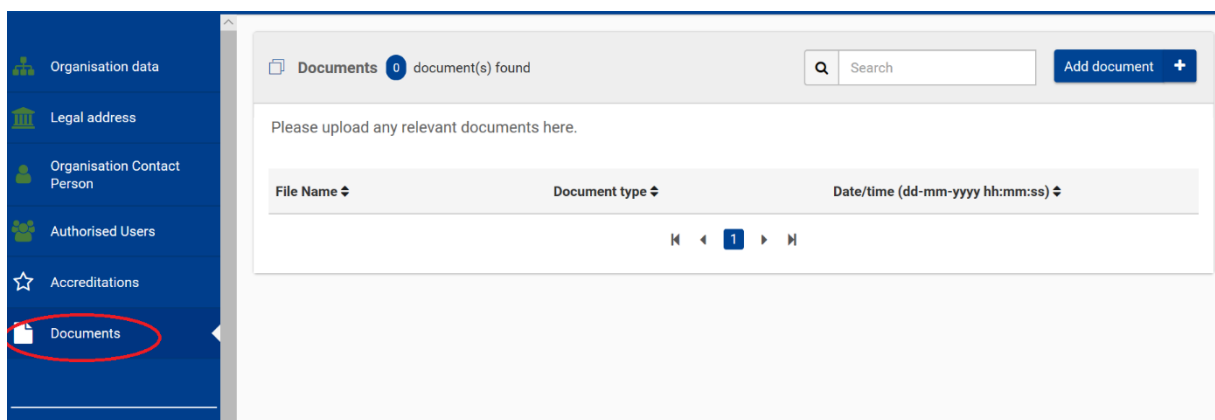 Organisation data
Legal address
Organisation Contact
Person
Authorised Users
Accreditations
Documents
Documents 0 document(s) found
Search
Add document +
Please upload any relevant documents here.
File Name
Document type
Date/time (dd-mm-yyyy hh:mm:ss)
1